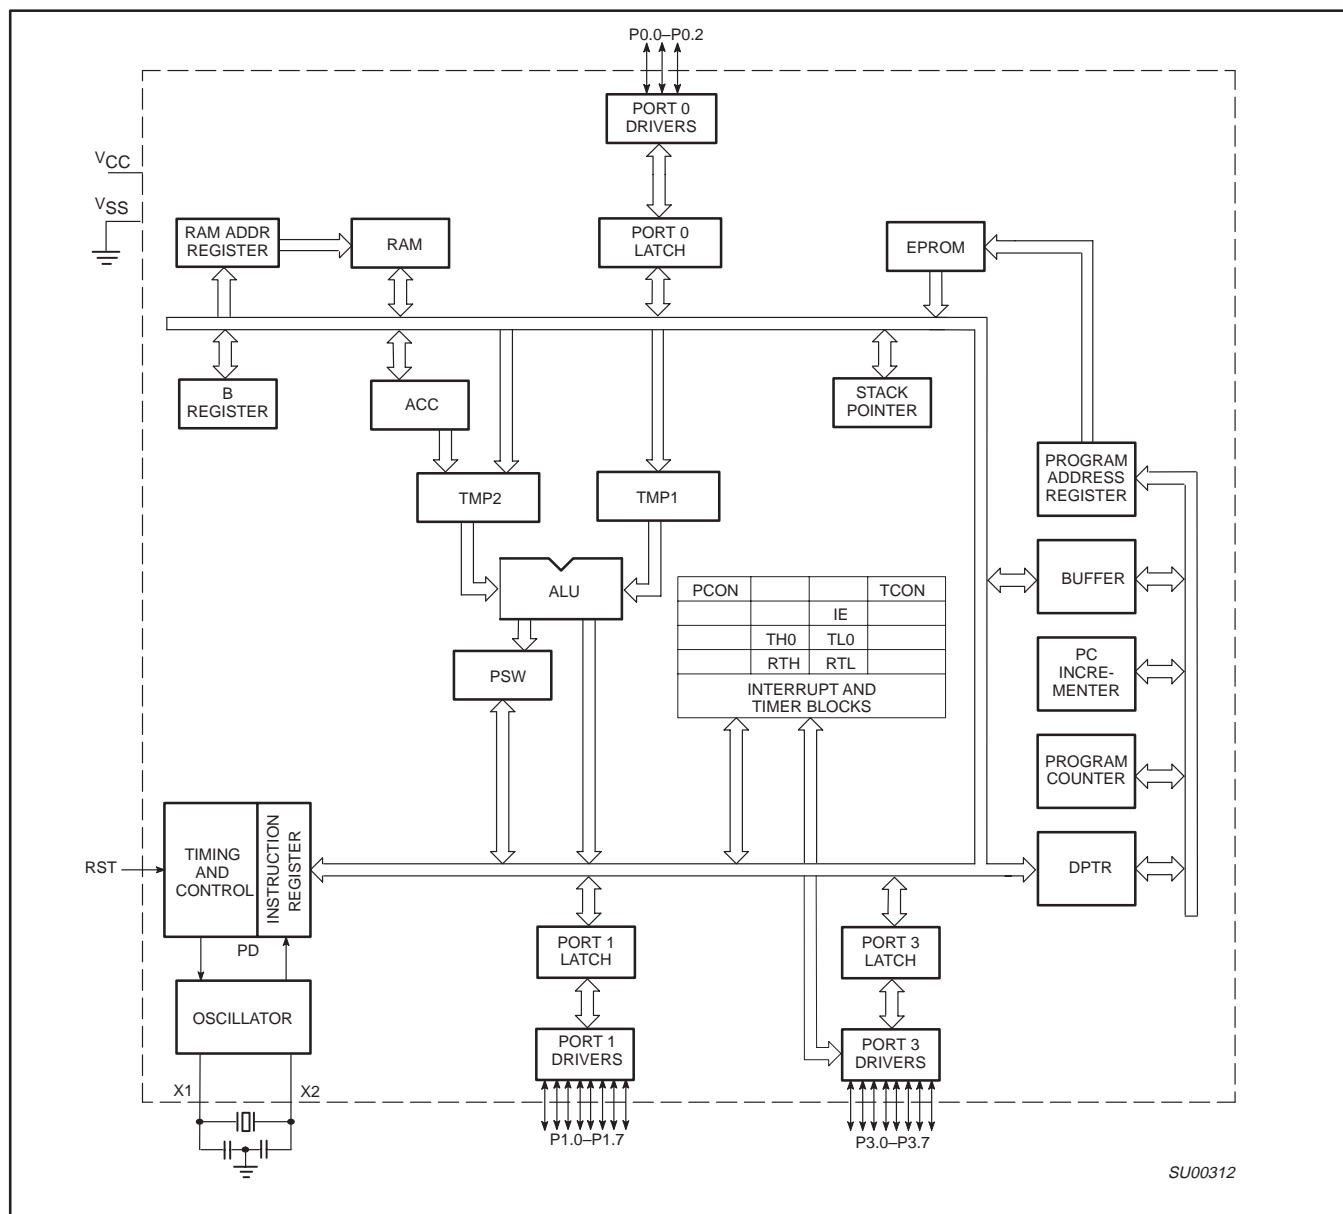 P0.0–P0.2
PORT 0
DRIVERS
VCC
VSS
RAM ADDR
REGISTER
RAM
PORT 0
LATCH
EPROM
B
REGISTER
ACC
STACK
POINTER
PROGRAM
ADDRESS
REGISTER
TMP2
TMP1
ALU
BUFFER
PCON
TCON
IE
TH0
TL0
RTH
RTL
INTERRUPT AND
TIMER BLOCKS
PSW
PC
INCRE-
MENTER
PROGRAM
COUNTER
DPTR
RST
TIMING
AND
CONTROL
INSTRUCTION
REGISTER
PD
OSCILLATOR
X1
X2
PORT 1
LATCH
PORT 3
LATCH
PORT 1
DRIVERS
PORT 3
DRIVERS
P1.0–P1.7
P3.0–P3.7
SU00312